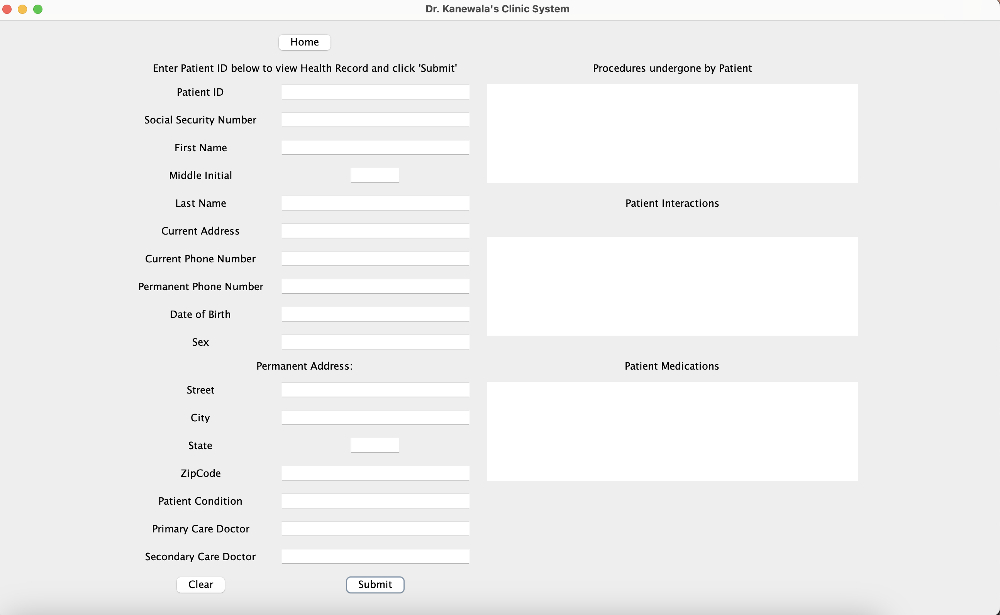 Dr. Kanewala's Clinic System
Home
Enter Patient ID below to view Health Record and click 'Submit'
Patient ID
Social Security Number
First Name
Middle Initial
Last Name
Current Address
Current Phone Number
Permanent Phone Number
Date of Birth
Sex
Permanent Address:
Street
City
State
ZipCode
Patient Condition
Primary Care Doctor
Secondary Care Doctor
Clear
Submit
Procedures undergone by Patient
Patient Interactions
Patient Medications